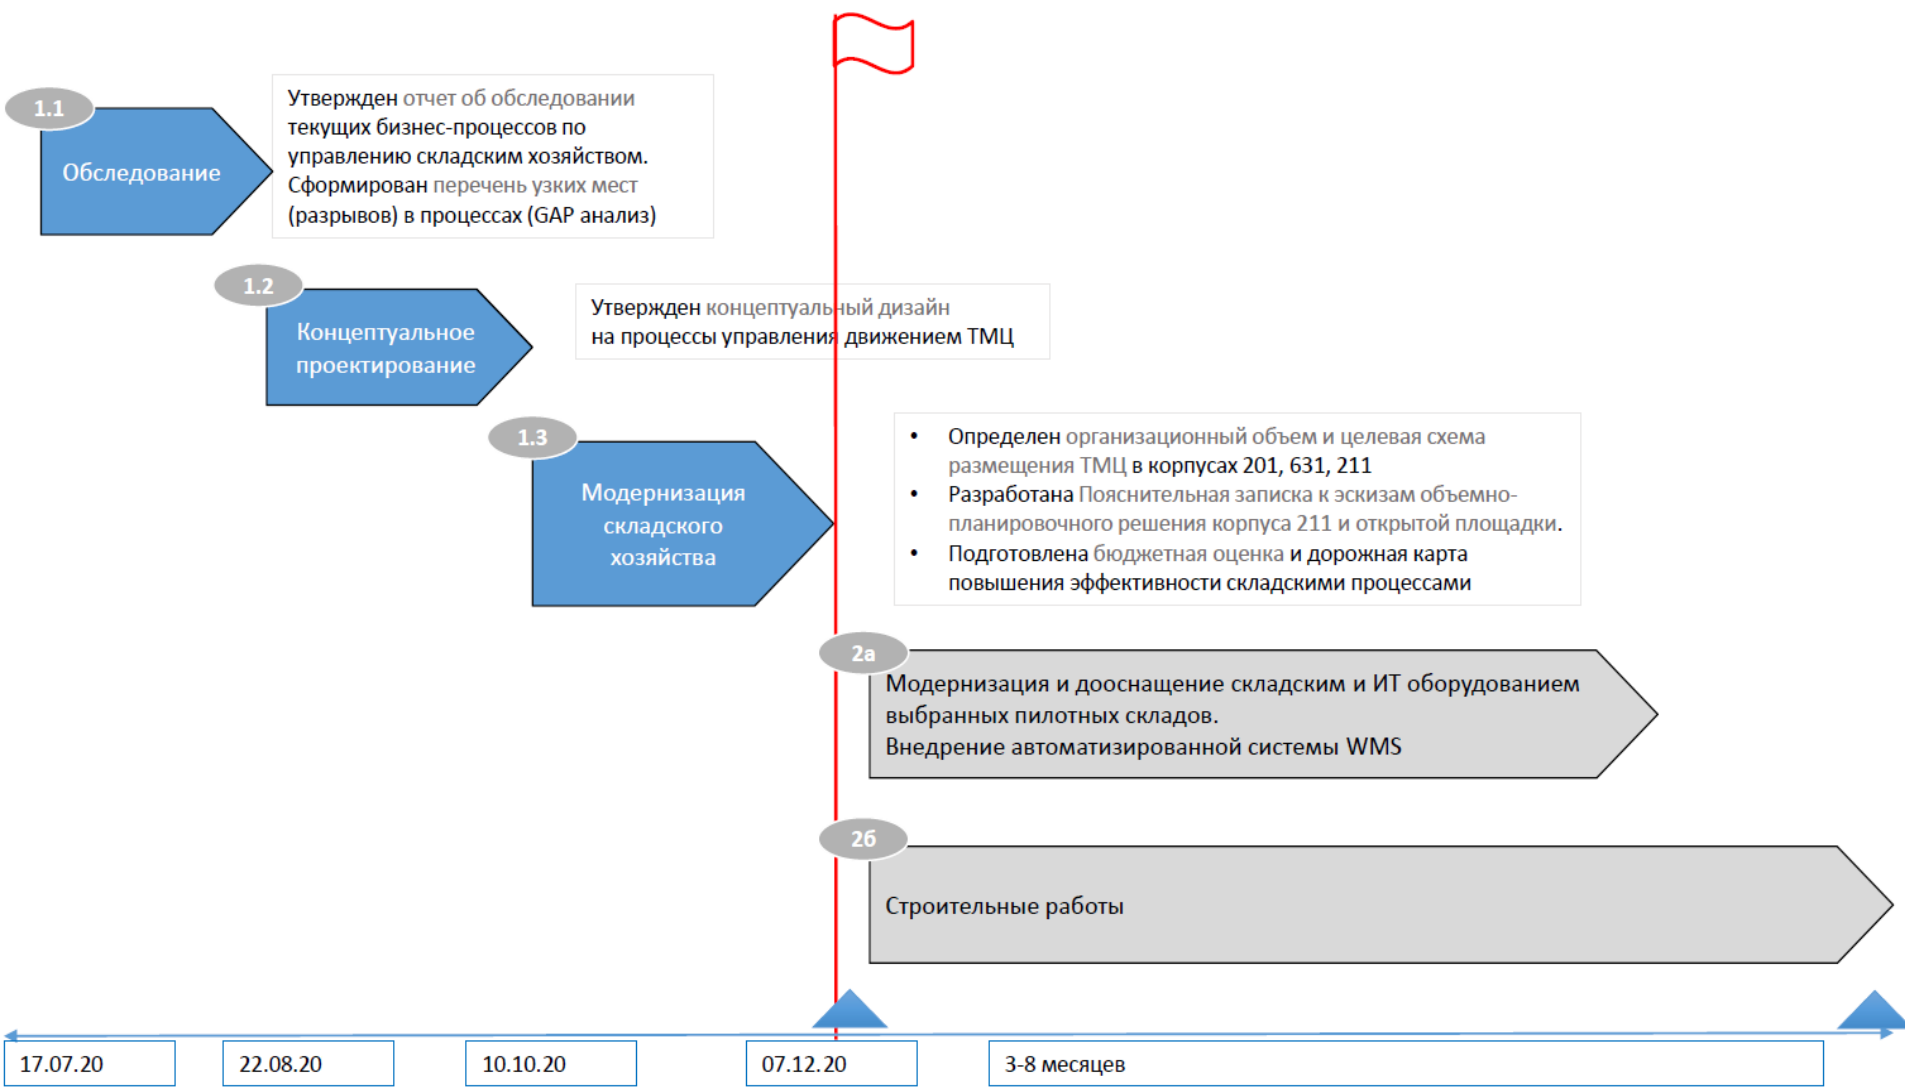 1.1
Обследование
Утвержден отчет об обследовании
текущих бизнес-процессов по
управлению складским хозяйством.
Сформирован перечень узких мест
(разрывов) в процессах (GAP анализ)
1.2
Концептуальное
проектирование
Утвержден концептуальный дизайн
на процессы управления движением ТМЦ
1.3
Модернизация
складского
хозяйства
• Определен организационный объем и целевая схема
размещения ТМЦ в корпусах 201, 631, 211
• Разработана Пояснительная записка к эскизам объемно-
планировочного решения корпуса 211 и открытой площадки.
• Подготовлена бюджетная оценка и дорожная карта
повышения эффективности складскими процессами
2а
Модернизация и дооснащение складским и ИТ оборудованием
выбранных пилотных складов.
Внедрение автоматизированной системы WMS
2б
Строительные работы
17.07.20
22.08.20
10.10.20
07.12.20
3-8 месяцев